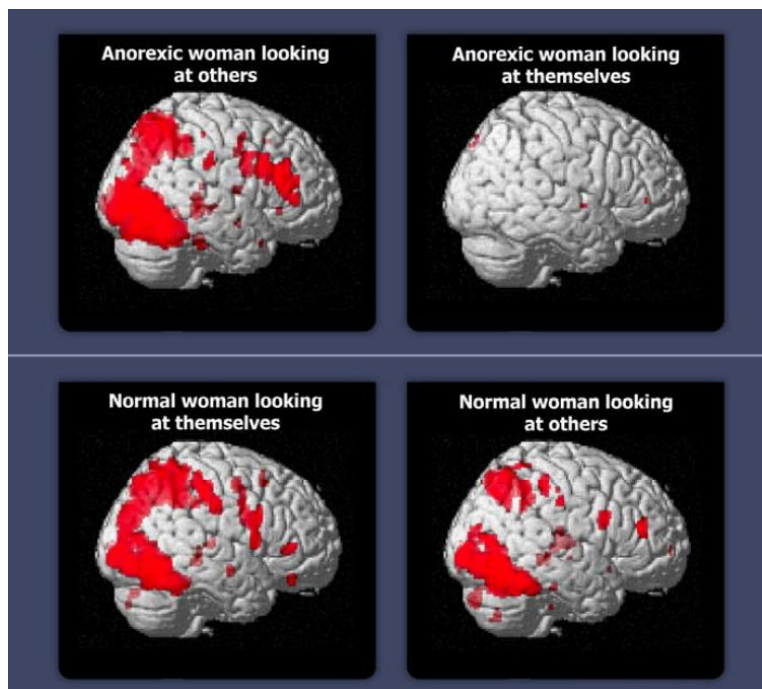 Anorexic woman looking
at others
Anorexic woman looking
at themselves
Normal woman looking
at themselves
Normal woman looking
at others